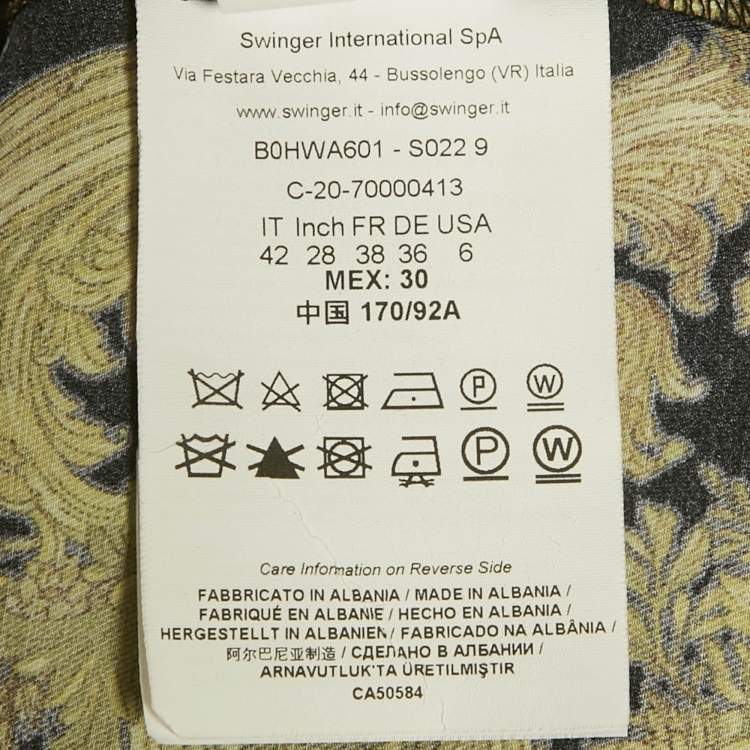 Swinger International SpA
Via Festara Vecchia, 44 - Bussolengo (VR) Italia
www.swinger.it - info@swinger.it
B0HWA601 - S022 9
C-20-70000413
IT Inch FR DE USA
42 28 38 36 6
MEX: 30
中国 170/92A
P W
P W
Care Information on Reverse Side
FABBRICATO IN ALBANIA / MADE IN ALBANIA /
FABRIQUÉ EN ALBANIE / HECHO EN ALBANIA /
HERGESTELLT IN ALBANIEN / FABRICADO NA ALBÂNIA /
阿尔巴尼亚制造 / СДЕЛАНО В АЛБАНИИ /
ARNAVUTLUK'TA ÜRETILMIŞTIR
CA50584